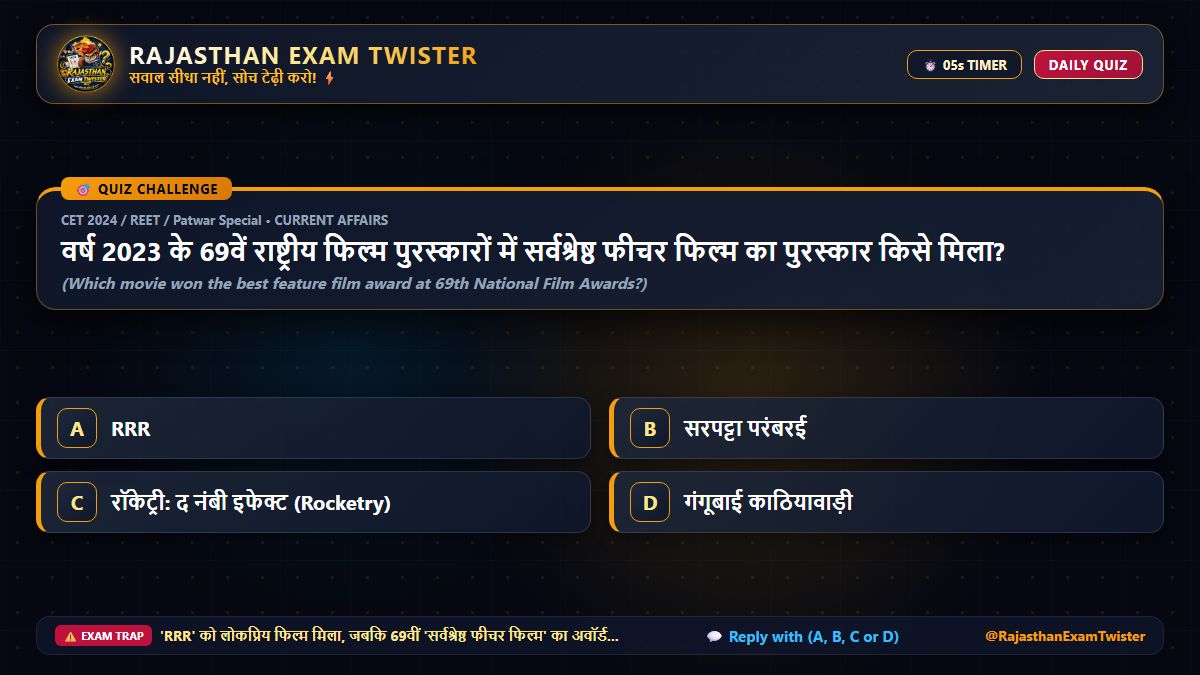 RAJASTHAN EXAM TWISTER
सवाल सीधा नहीं, सोच टेढ़ी करो! ⚡
⏰ 05s TIMER
DAILY QUIZ
RAJASTHAN
EXAM TWISTER
🎯 QUIZ CHALLENGE
CET 2024 / REET / Patwar Special • CURRENT AFFAIRS
वर्ष 2023 के 69वें राष्ट्रीय फिल्म पुरस्कारों में सर्वश्रेष्ठ फीचर फिल्म का पुरस्कार किसे मिला?
(Which movie won the best feature film award at 69th National Film Awards?)
A RRR
B सरपट्टा परंबरई
C रॉकेट्री: द नंबी इफेक्ट (Rocketry)
D गंगूबाई काठियावाड़ी
⚠️ EXAM TRAP 'RRR' को लोकप्रिय फिल्म मिला, जबकि 69वीं 'सर्वश्रेष्ठ फीचर फिल्म' का अवॉर्ड...
💬 Reply with (A, B, C or D)
@RajasthanExamTwister